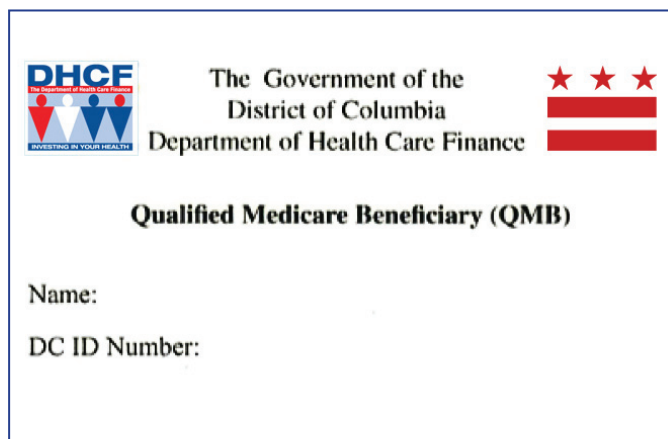 DHCF
The Department of Health Care Finance
INVESTING IN YOUR HEALTH
The Government of the
District of Columbia
Department of Health Care Finance
Qualified Medicare Beneficiary (QMB)
Name:
DC ID Number: